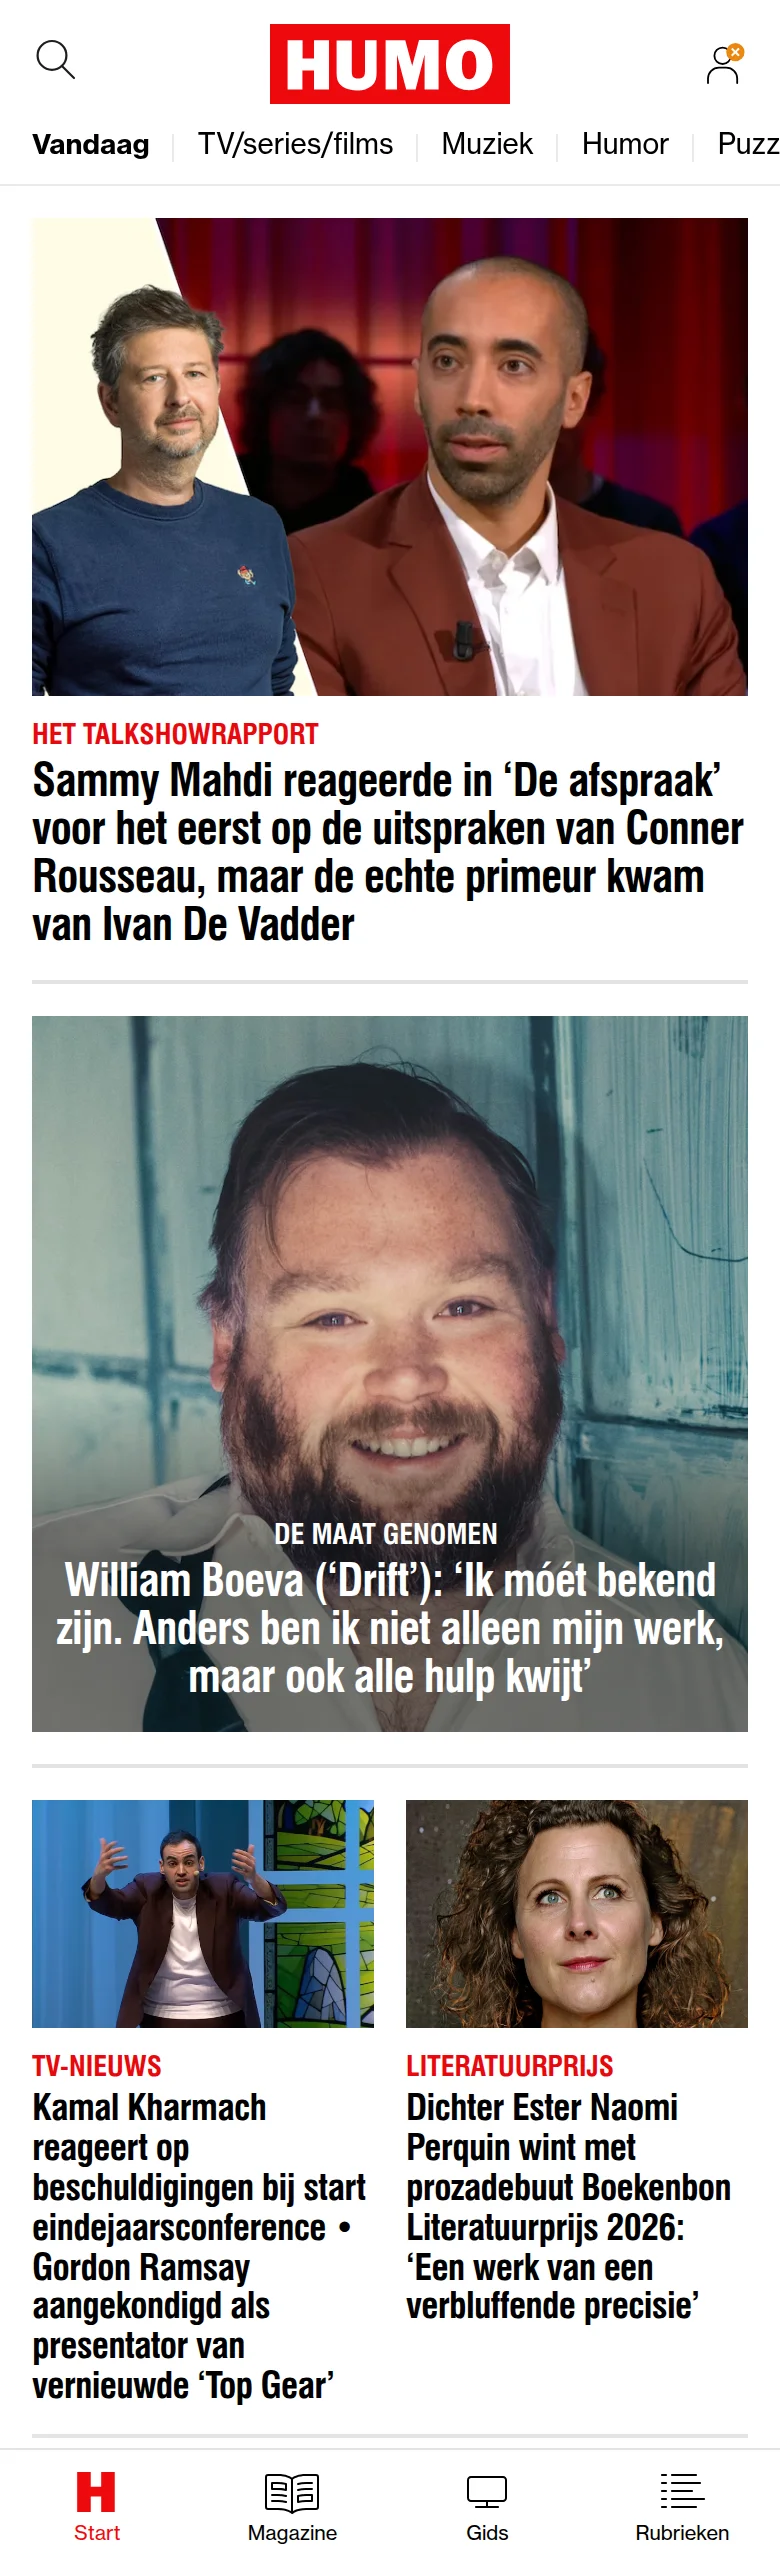 HUMO
Vandaag
TV/series/films
Muziek
Humor
Puzz
HET TALKSHOWRAPPORT
Sammy Mahdi reageerde in ‘De afspraak’
voor het eerst op de uitspraken van Conner
Rousseau, maar de echte primeur kwam
van Ivan De Vadder
DE MAAT GENOMEN
William Boeva (‘Drift’): ‘Ik móét bekend
zijn. Anders ben ik niet alleen mijn werk,
maar ook alle hulp kwijt’
TV-NIEUWS
Kamal Kharmach
reageert op
beschuldigingen bij start
eindejaarsconference •
Gordon Ramsay
aangekondigd als
presentator van
vernieuwde ‘Top Gear’
LITERATUURPRIJS
Dichter Ester Naomi
Perquin wint met
prozadebuut Boekenbon
Literatuurprijs 2026:
‘Een werk van een
verbluffende precisie’
H
Start
Magazine
Gids
Rubrieken